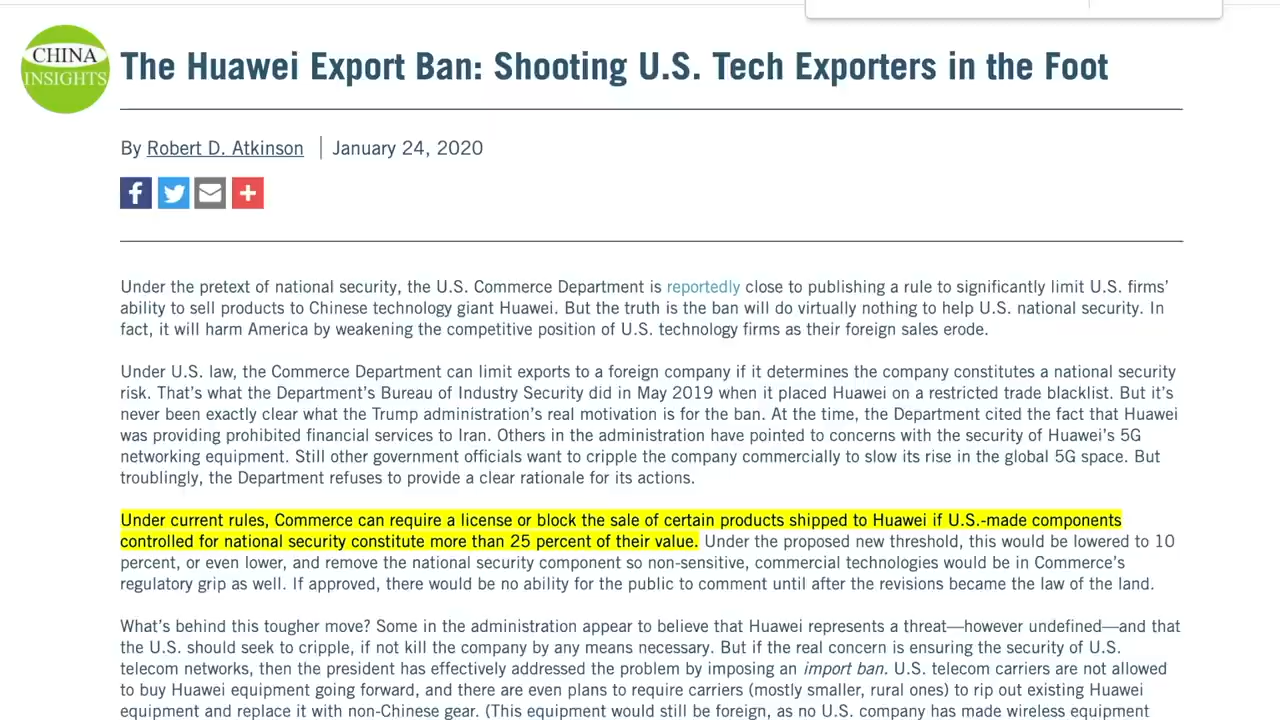 CHINA
INSIGHTS
The Huawei Export Ban: Shooting U.S. Tech Exporters in the Foot
By Robert D. Atkinson | January 24, 2020
Under the pretext of national security, the U.S. Commerce Department is reportedly close to publishing a rule to significantly limit U.S. firms’
ability to sell products to Chinese technology giant Huawei. But the truth is the ban will do virtually nothing to help U.S. national security. In
fact, it will harm America by weakening the competitive position of U.S. technology firms as their foreign sales erode.
Under U.S. law, the Commerce Department can limit exports to a foreign company if it determines the company constitutes a national security
risk. That’s what the Department’s Bureau of Industry Security did in May 2019 when it placed Huawei on a restricted trade blacklist. But it’s
never been exactly clear what the Trump administration’s real motivation is for the ban. At the time, the Department cited the fact that Huawei
was providing prohibited financial services to Iran. Others in the administration have pointed to concerns with the security of Huawei’s 5G
networking equipment. Still other government officials want to cripple the company commercially to slow its rise in the global 5G space. But
troublingly, the Department refuses to provide a clear rationale for its actions.
Under current rules, Commerce can require a license or block the sale of certain products shipped to Huawei if U.S.-made components
controlled for national security constitute more than 25 percent of their value. Under the proposed new threshold, this would be lowered to 10
percent, or even lower, and remove the national security component so non-sensitive, commercial technologies would be in Commerce’s
regulatory grip as well. If approved, there would be no ability for the public to comment until after the revisions became the law of the land.
What’s behind this tougher move? Some in the administration appear to believe that Huawei represents a threat—however undefined—and that
the U.S. should seek to cripple, if not kill the company by any means necessary. But if the real concern is ensuring the security of U.S.
telecom networks, then the president has effectively addressed the problem by imposing an import ban. U.S. telecom carriers are not allowed
to buy Huawei equipment going forward, and there are even plans to require carriers (mostly smaller, rural ones) to rip out existing Huawei
equipment and replace it with non-Chinese gear. (This equipment would still be foreign, as no U.S. company has made wireless equipment